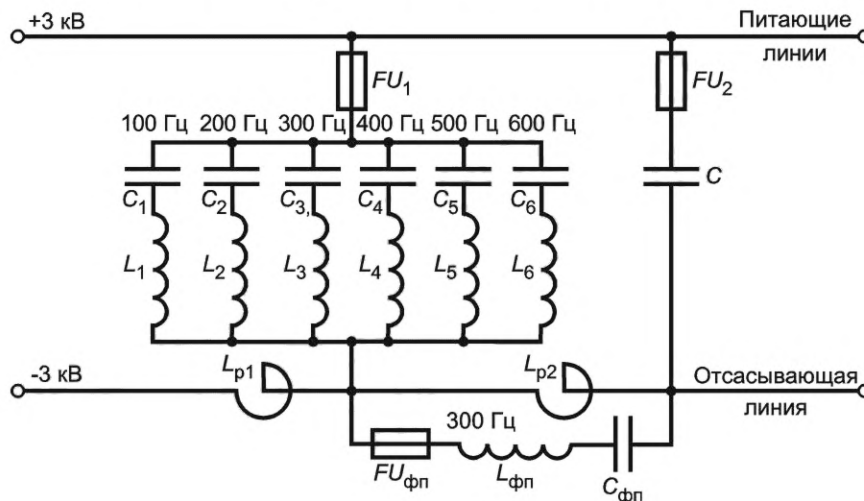 +3 кВ
Питающие
линии
FU1
FU2
100 Гц 200 Гц 300 Гц 400 Гц 500 Гц 600 Гц
C1 C2 C3, C4 C5 C6 C
L1 L2 L3 L4 L5 L6
Lр1 Lр2
-3 кВ
Отсасывающая
линия
300 Гц
FUфп Lфп Cфп